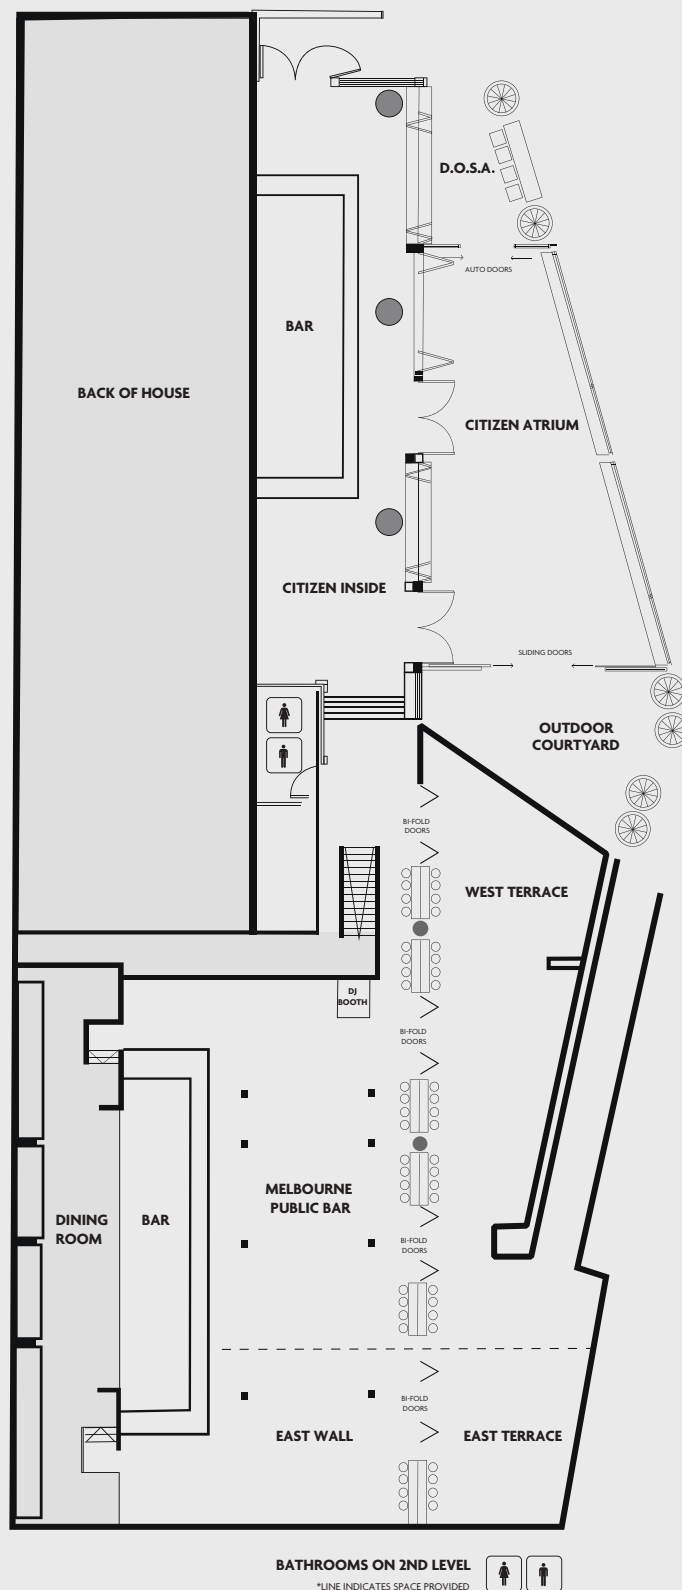 D.O.S.A.
AUTO DOORS
BAR
BACK OF HOUSE
CITIZEN ATRIUM
CITIZEN INSIDE
SLIDING DOORS
OUTDOOR
COURTYARD
BI-FOLD
DOORS
WEST TERRACE
DJ
BOOTH
BI-FOLD
DOORS
MELBOURNE
PUBLIC BAR
DINING
ROOM
BAR
BI-FOLD
DOORS
BI-FOLD
DOORS
EAST WALL
EAST TERRACE
BATHROOMS ON 2ND LEVEL
*LINE INDICATES SPACE PROVIDED